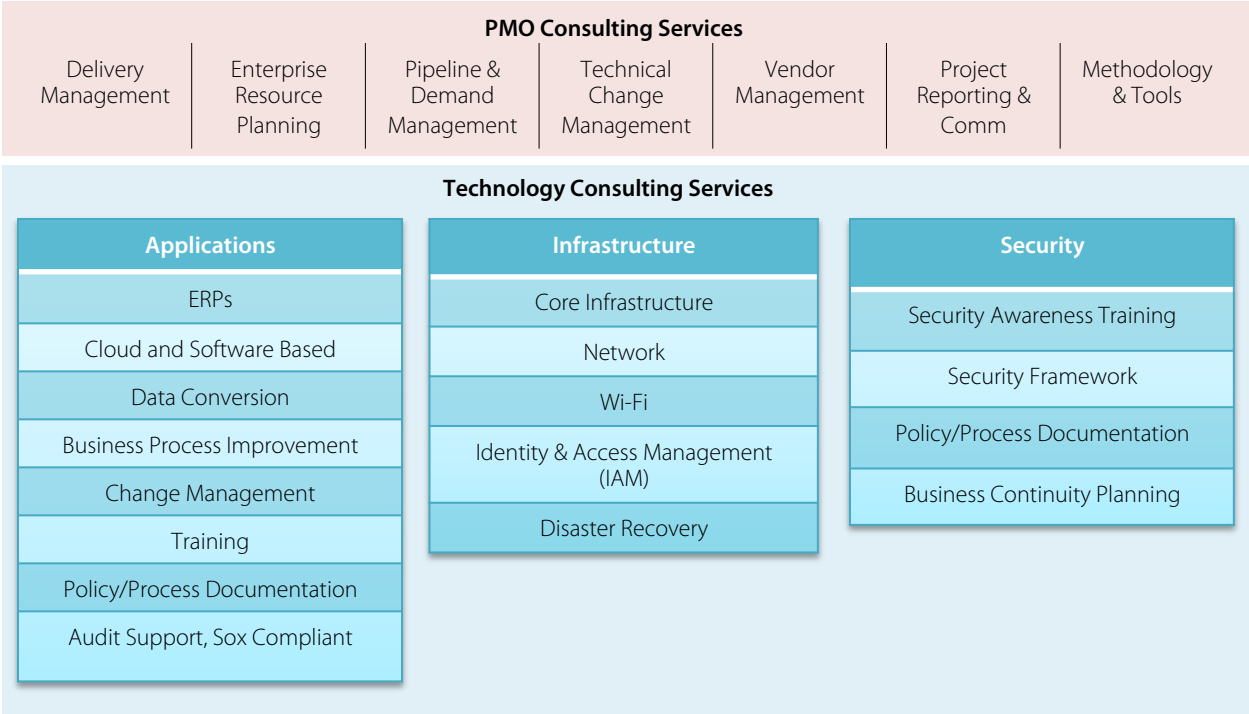 PMO Consulting Services
Delivery
Management
Enterprise
Resource
Planning
Pipeline &
Demand
Management
Technical
Change
Management
Vendor
Management
Project
Reporting &
Comm
Methodology
& Tools
Technology Consulting Services
Applications
ERPs
Cloud and Software Based
Data Conversion
Business Process Improvement
Change Management
Training
Policy/Process Documentation
Audit Support, Sox Compliant
Infrastructure
Core Infrastructure
Network
Wi-Fi
Identity & Access Management
(IAM)
Disaster Recovery
Security
Security Awareness Training
Security Framework
Policy/Process Documentation
Business Continuity Planning